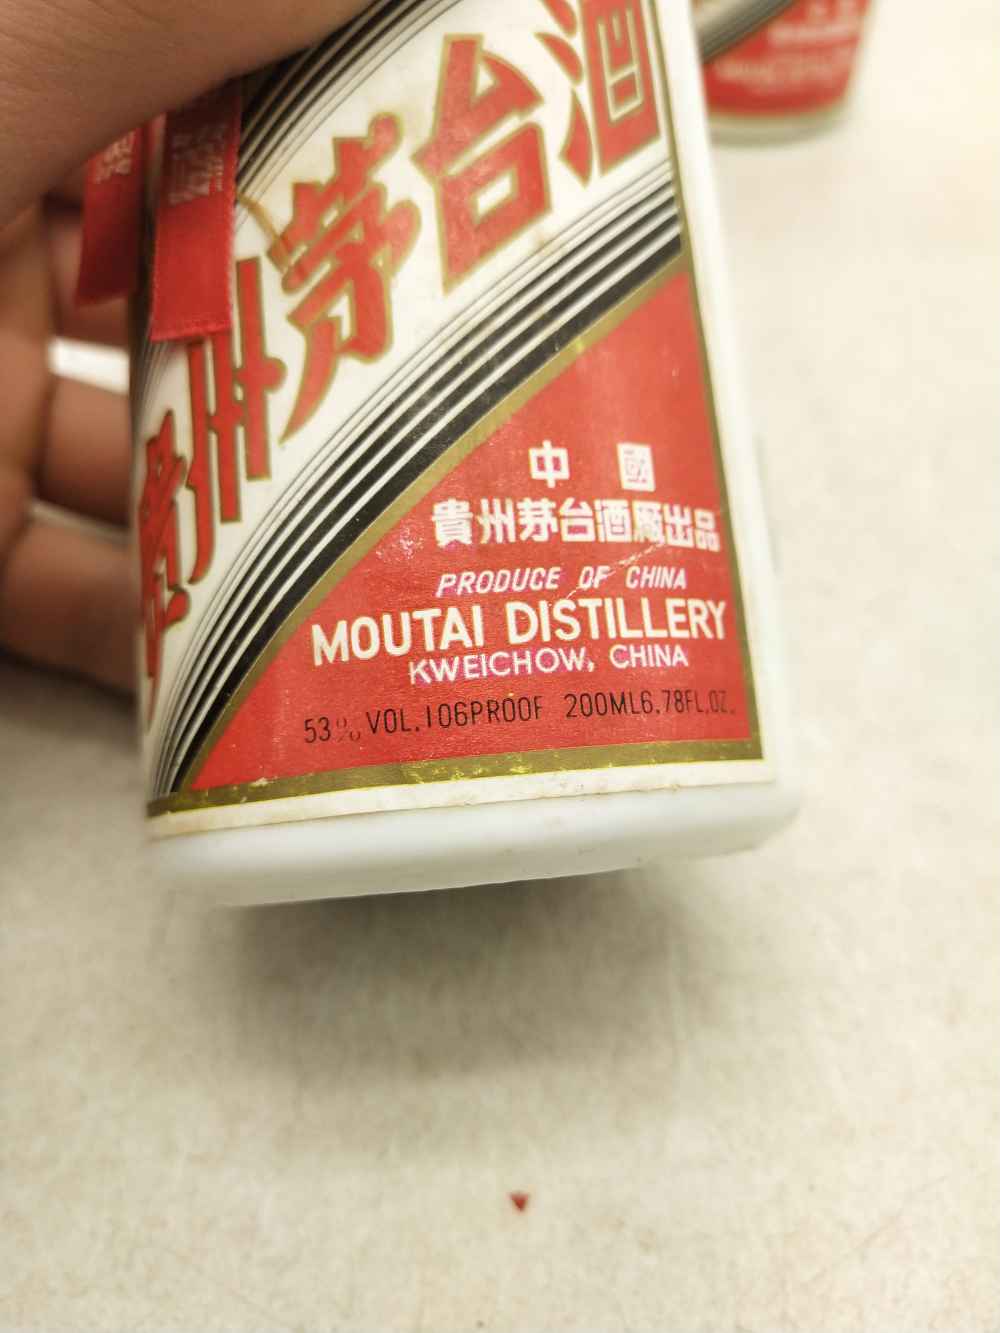 貴州茅台酒
中國
貴州茅台酒廠出品
PRODUCE OF CHINA
MOUTAI DISTILLERY
KWEICHOW, CHINA
53% VOL. 106PROOF 200ML6.78FL.OZ.